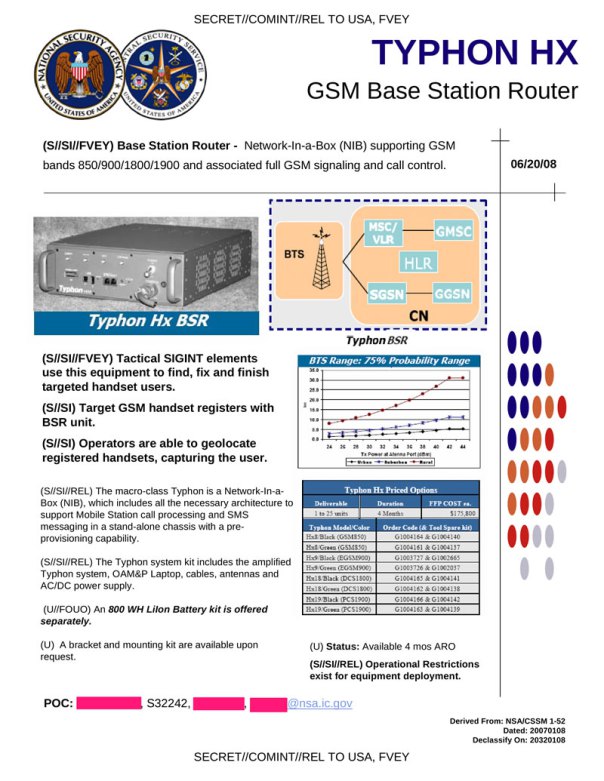 SECRET//COMINT//REL TO USA, FVEY
NATIONAL SECURITY AGENCY
UNITED STATES OF AMERICA
CENTRAL SECURITY SERVICE
TYPHON HX
GSM Base Station Router
(S//SI//FVEY) Base Station Router - Network-In-a-Box (NIB) supporting GSM
bands 850/900/1800/1900 and associated full GSM signaling and call control.
06/20/08
Typhon
Typhon Hx BSR
BTS
MSC/
VLR
GMSC
HLR
SGSN
GGSN
CN
Typhon BSR
(S//SI//FVEY) Tactical SIGINT elements
use this equipment to find, fix and finish
targeted handset users.
(S//SI) Target GSM handset registers with
BSR unit.
(S//SI) Operators are able to geolocate
registered handsets, capturing the user.
BTS Range: 75% Probability Range
35.0
30.0
25.0
20.0
15.0
10.0
5.0
0.0
24 26 28 30 32 34 36 38 40 42 44
Tx Power at Atenna Port (dBm)
Urban Suburban Rural
(S//SI//REL) The macro-class Typhon is a Network-In-a-
Box (NIB), which includes all the necessary architecture to
support Mobile Station call processing and SMS
messaging in a stand-alone chassis with a pre-
provisioning capability.
(S//SI//REL) The Typhon system kit includes the amplified
Typhon system, OAM&P Laptop, cables, antennas and
AC/DC power supply.
(U//FOUO) An 800 WH LiIon Battery kit is offered
separately.
(U) A bracket and mounting kit are available upon
request.
Typhon Hx Priced Options
Deliverable Duration FFP COST ea.
1 to 25 units 4 Months $175,800
Typhon Model/Color Order Code (& Tool Spare kit)
Hx8/Black (GSM850) G1004164 & G1004140
Hx8/Green (GSM850) G1004161 & G1004137
Hx9/Black (EGSM900) G1003727 & G1002665
Hx9/Green (EGSM900) G1003726 & G1002037
Hx18/Black (DCS1800) G1004165 & G1004141
Hx18/Green (DCS1800) G1004162 & G1004138
Hx19/Black (PCS1900) G1004166 & G1004142
Hx19/Green (PCS1900) G1004163 & G1004139
(U) Status: Available 4 mos ARO
(S//SI//REL) Operational Restrictions
exist for equipment deployment.
POC: , S32242, , @nsa.ic.gov
Derived From: NSA/CSSM 1-52
Dated: 20070108
Declassify On: 20320108
SECRET//COMINT//REL TO USA, FVEY